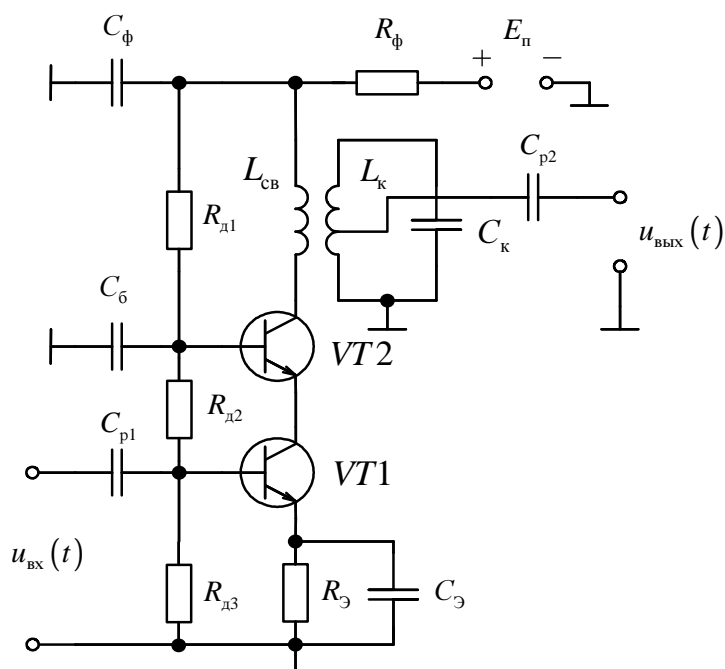 Cф
Rф
+ Eп −
Lсв
Lк
Cр2
Rд1
Cк
uвых(t)
Cб
VT2
Rд2
Cр1
VT1
uвх(t)
Rд3
RЭ
CЭ